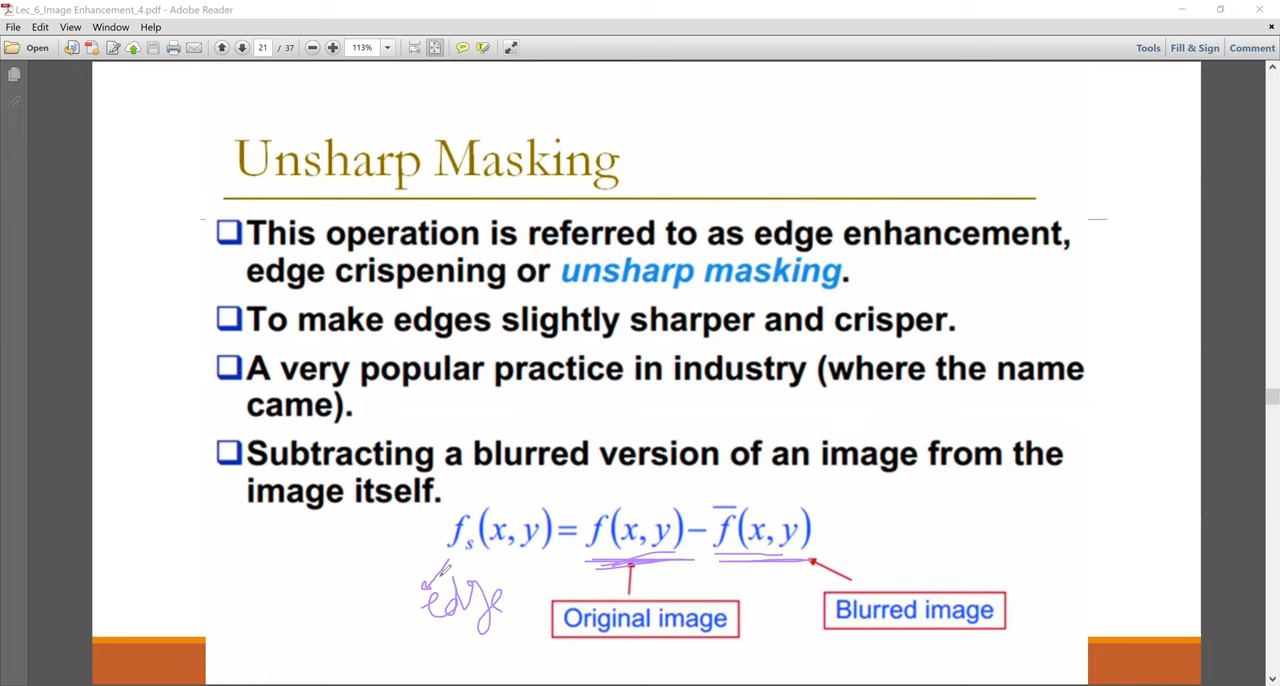 Lec_6_Image Enhancement_4.pdf - Adobe Reader
File Edit View Window Help
Open 21 / 37 113% Tools Fill & Sign Comment
Unsharp Masking
This operation is referred to as edge enhancement,
edge crispening or unsharp masking.
To make edges slightly sharper and crisper.
A very popular practice in industry (where the name
came).
Subtracting a blurred version of an image from the
image itself.
fₛ(x, y) = f(x, y) − f̅(x, y)
edge
Original image
Blurred image